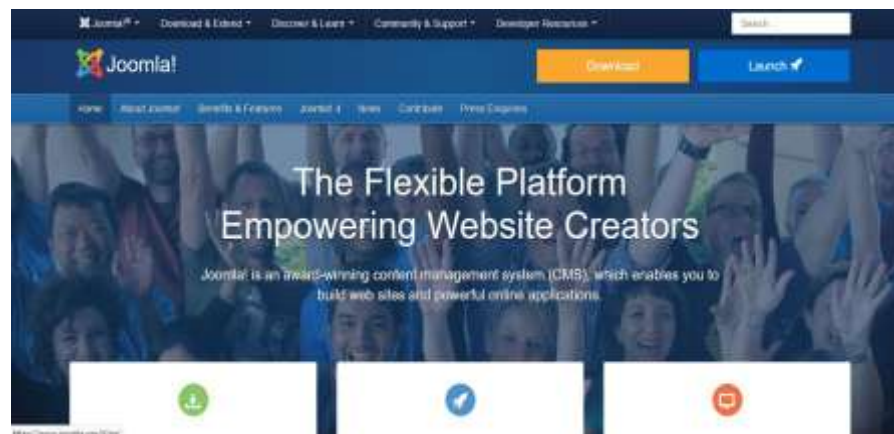 Joomla!® Download & Extend Discover & Learn Community & Support Developer Resources Search...
Joomla! Download Launch
Home About Joomla! Benefits & Features Joomla! 4 News Contribute Press Enquiries
The Flexible Platform
Empowering Website Creators
Joomla! is an award-winning content management system (CMS), which enables you to
build web sites and powerful online applications.